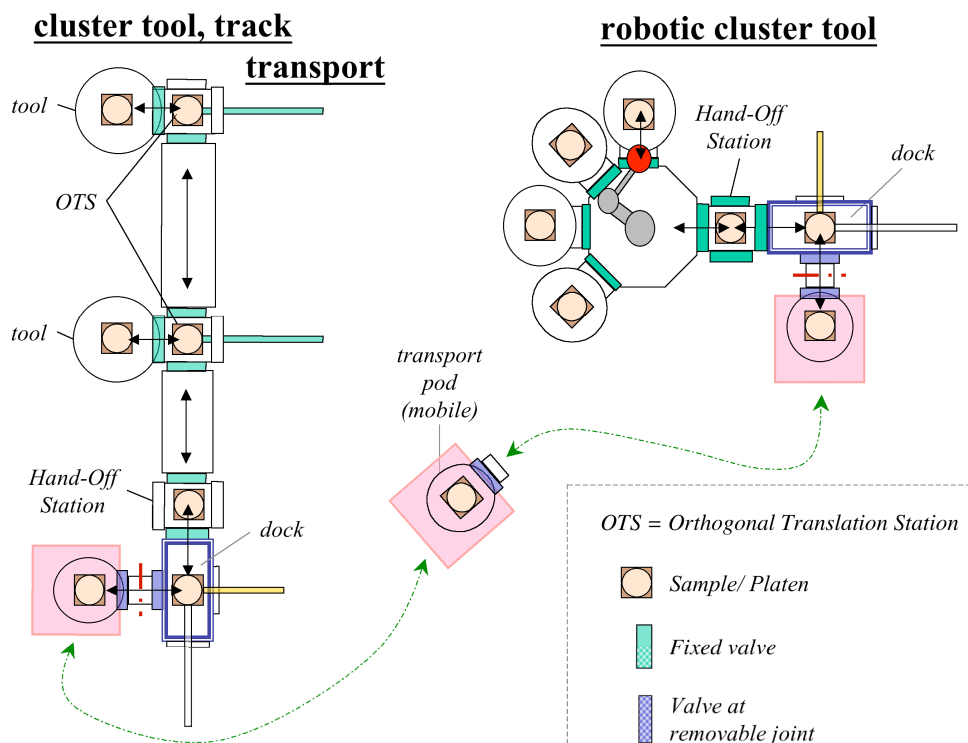 cluster tool, track
transport
robotic cluster tool
tool
OTS
tool
Hand-Off
Station
dock
transport
pod
(mobile)
Hand-Off
Station
dock
OTS = Orthogonal Translation Station
Sample/ Platen
Fixed valve
Valve at
removable joint